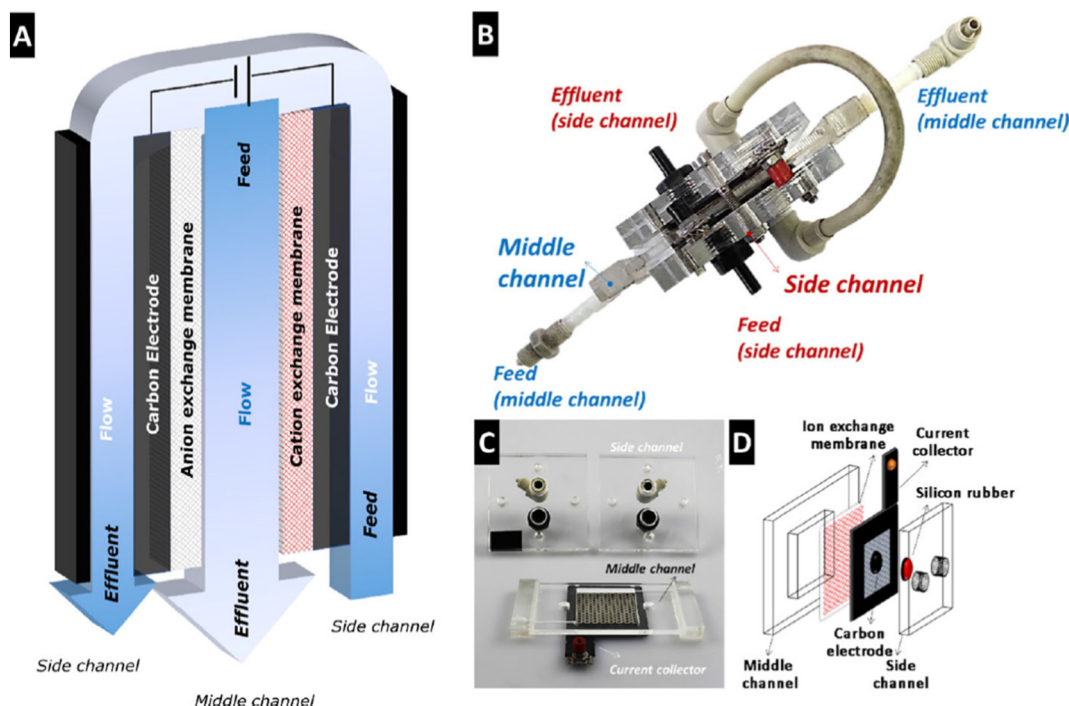 A
Feed
Carbon Electrode
Anion exchange membrane
Cation exchange membrane
Carbon Electrode
Flow
Flow
Flow
Feed
Effluent
Effluent
Side channel
Side channel
Middle channel
B
Effluent
(side channel)
Effluent
(middle channel)
Middle
channel
Side channel
Feed
(side channel)
Feed
(middle channel)
C
Side channel
Middle channel
Current collector
D
Ion exchange
membrane
Current
collector
Silicon rubber
Carbon
electrode
Middle
channel
Side
channel